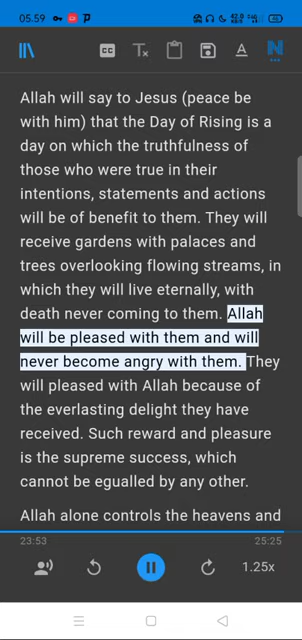 05.59
Allah will say to Jesus (peace be
with him) that the Day of Rising is a
day on which the truthfulness of
those who were true in their
intentions, statements and actions
will be of benefit to them. They will
receive gardens with palaces and
trees overlooking flowing streams, in
which they will live eternally, with
death never coming to them. Allah
will be pleased with them and will
never become angry with them. They
will pleased with Allah because of
the everlasting delight they have
received. Such reward and pleasure
is the supreme success, which
cannot be egualled by any other.
Allah alone controls the heavens and
23:53 25:25
1.25x